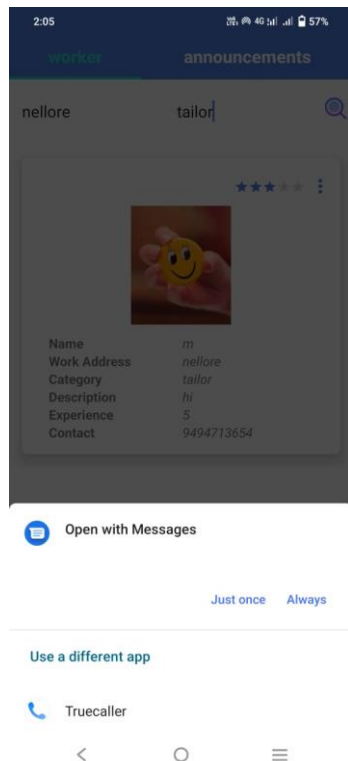 2:05 4G 57%
worker announcements
nellore tailor
Name m
Work Address nellore
Category tailor
Description hi
Experience 5
Contact 9494713654
Open with Messages
Just once Always
Use a different app
Truecaller